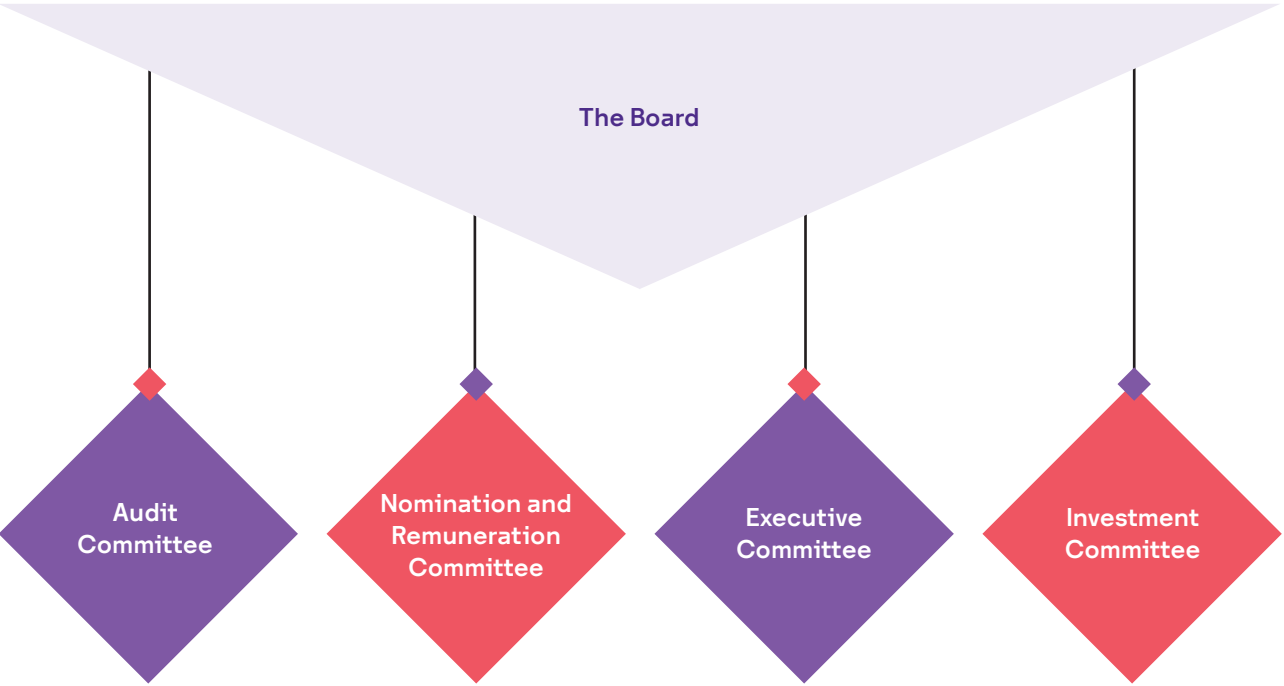 The Board
Audit
Committee
Nomination and
Remuneration
Committee
Executive
Committee
Investment
Committee